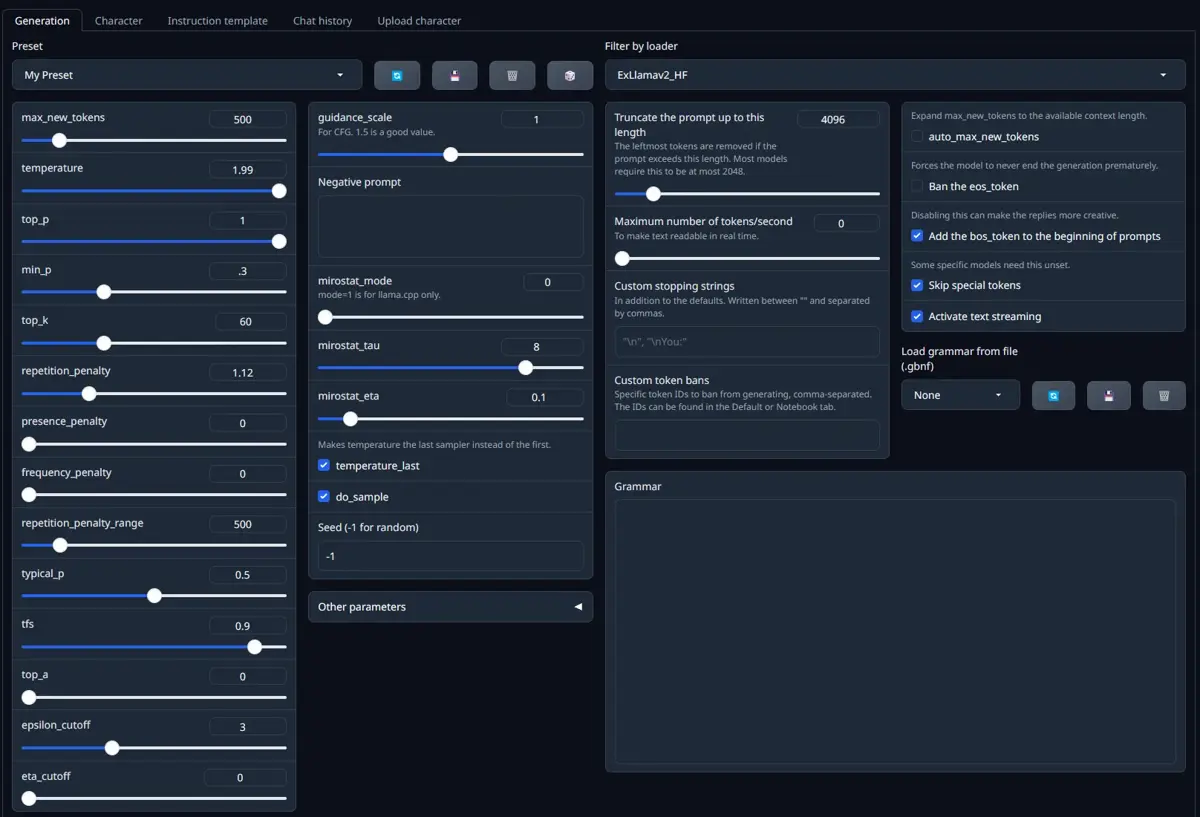 Generation
Character
Instruction template
Chat history
Upload character
Preset
My Preset
Filter by loader
ExLlamav2_HF
max_new_tokens
500
temperature
1.99
top_p
1
min_p
.3
top_k
60
repetition_penalty
1.12
presence_penalty
0
frequency_penalty
0
repetition_penalty_range
500
typical_p
0.5
tfs
0.9
top_a
0
epsilon_cutoff
3
eta_cutoff
0
guidance_scale
1
For CFG. 1.5 is a good value.
Negative prompt
mirostat_mode
0
mode=1 is for llama.cpp only.
mirostat_tau
8
mirostat_eta
0.1
Makes temperature the last sampler instead of the first.
temperature_last
do_sample
Seed (-1 for random)
-1
Other parameters
Truncate the prompt up to this
length
4096
The leftmost tokens are removed if the
prompt exceeds this length. Most models
require this to be at most 2048.
Maximum number of tokens/second
0
To make text readable in real time.
Custom stopping strings
In addition to the defaults. Written between "" and separated
by commas.
"\n", "\nYou:"
Custom token bans
Specific token IDs to ban from generating, comma-separated.
The IDs can be found in the Default or Notebook tab.
Expand max_new_tokens to the available context length.
auto_max_new_tokens
Forces the model to never end the generation prematurely.
Ban the eos_token
Disabling this can make the replies more creative.
Add the bos_token to the beginning of prompts
Some specific models need this unset.
Skip special tokens
Activate text streaming
Load grammar from file
(.gbnf)
None
Grammar